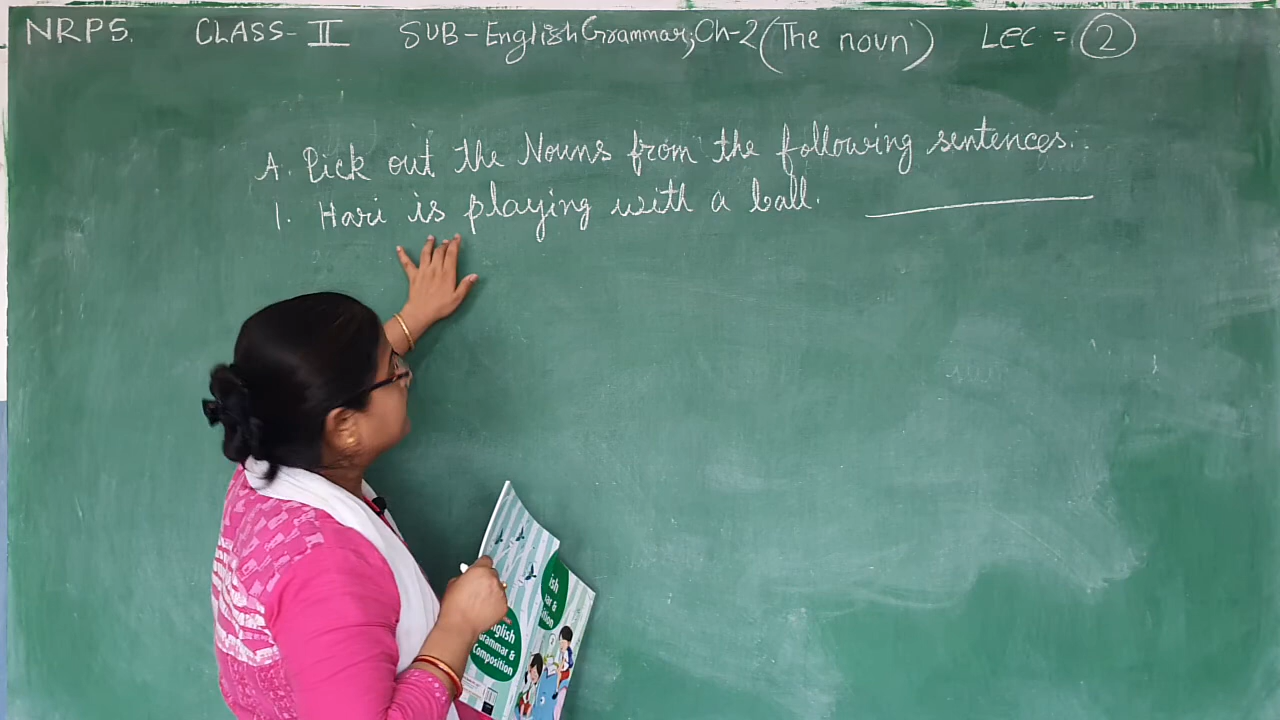 NRPS. CLASS-II SUB-English Grammar, Ch-2 (The noun) Lec = 2
A. Pick out the Nouns from the following sentences.
1. Hari is playing with a ball.
English
Grammar &
Composition